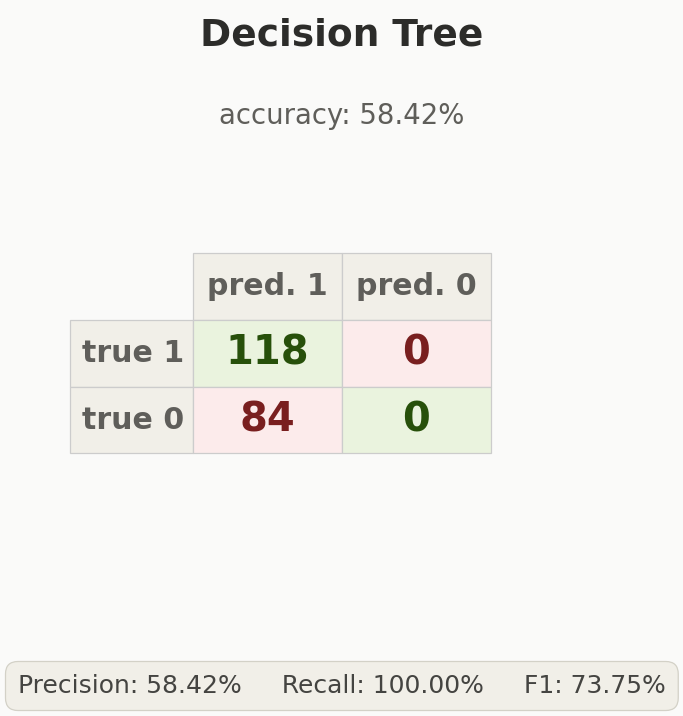 Decision Tree
accuracy: 58.42%
pred. 1 pred. 0
true 1 118 0
true 0 84 0
Precision: 58.42% Recall: 100.00% F1: 73.75%